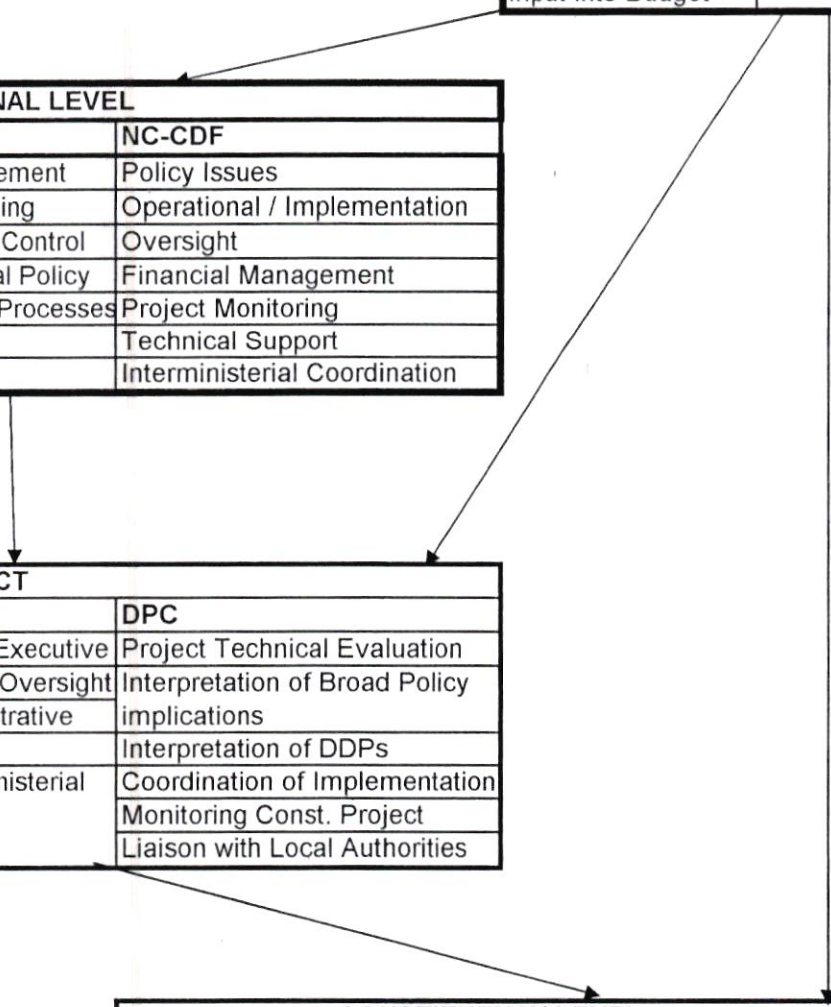 Input into Budget
NAL LEVEL
NC-CDF
ement Policy Issues
ing Operational / Implementation
Control Oversight
al Policy Financial Management
Processes Project Monitoring
Technical Support
Interministerial Coordination
CT
DPC
Executive Project Technical Evaluation
Oversight Interpretation of Broad Policy
trative implications
Interpretation of DDPs
nisterial Coordination of Implementation
Monitoring Const. Project
Liaison with Local Authorities